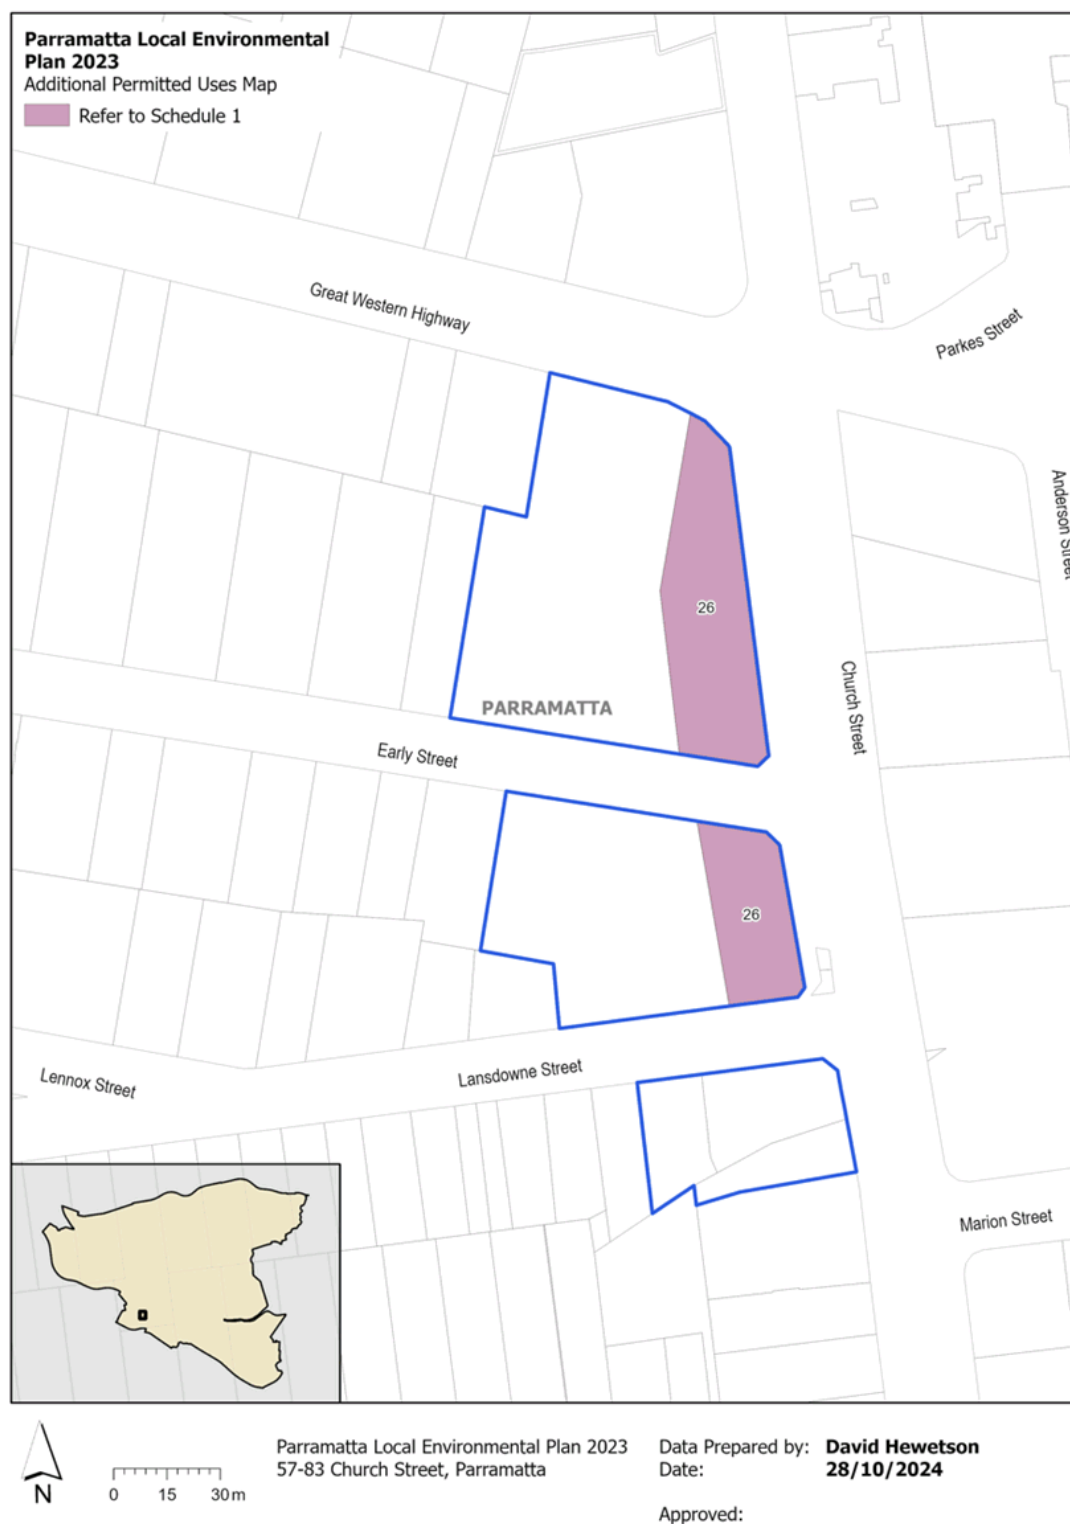 Parramatta Local Environmental
Plan 2023
Additional Permitted Uses Map
Refer to Schedule 1
Great Western Highway
Parkes Street
Anderson Street
26
Church Street
PARRAMATTA
Early Street
26
Lansdowne Street
Lennox Street
Marion Street
N
0 15 30 m
Parramatta Local Environmental Plan 2023
57-83 Church Street, Parramatta
Data Prepared by: David Hewetson
Date: 28/10/2024
Approved: